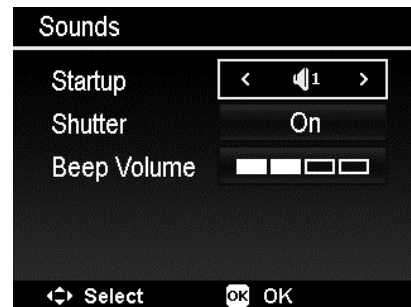 Sounds
Startup < 1 >
Shutter On
Beep Volume
Select OK OK